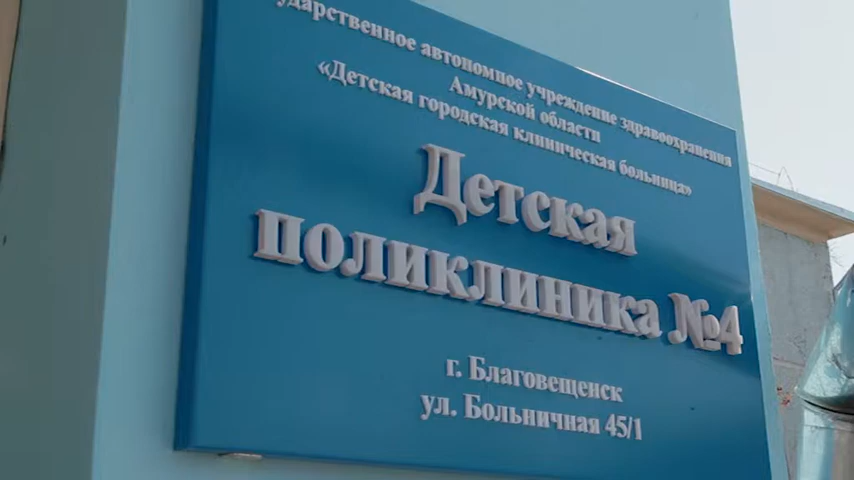 ударственное автономное учреждение здравоохранения
Амурской области
«Детская городская клиническая больница»
Детская
поликлиника №4
г. Благовещенск
ул. Больничная 45/1